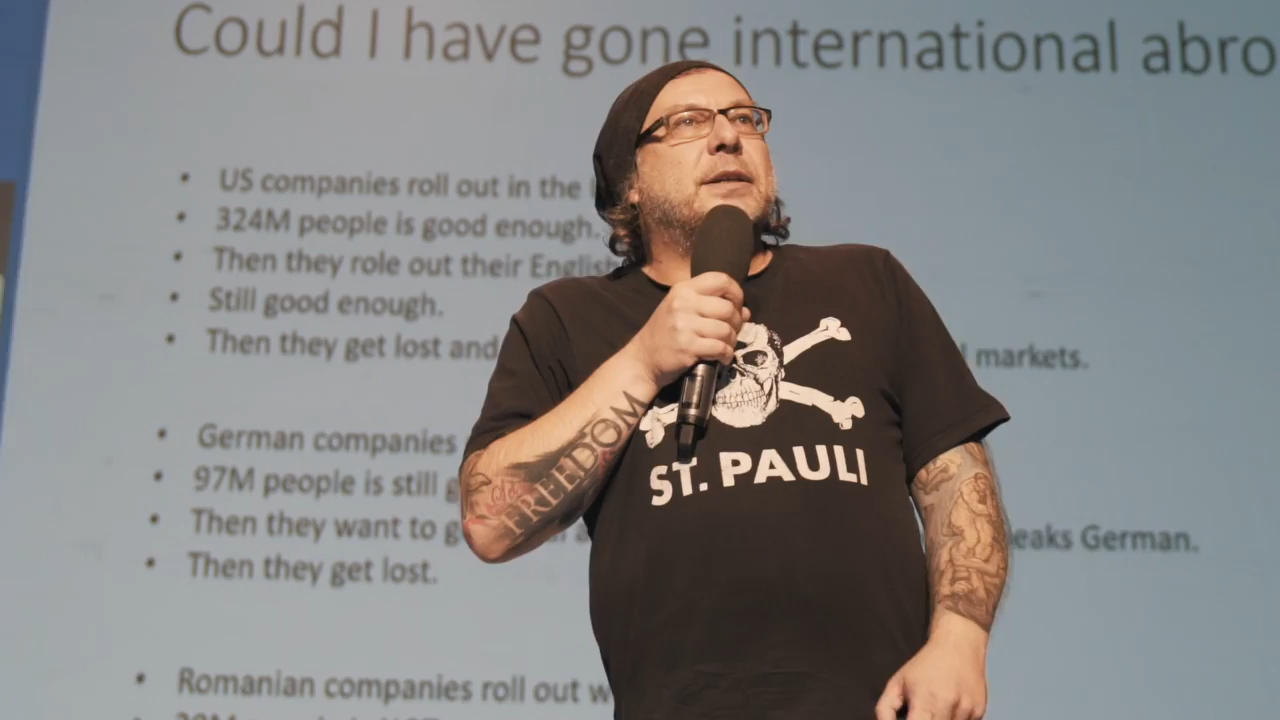 Could I have gone international abro
• US companies roll out in the
• 324M people is good enough.
• Then they role out their English
• Still good enough.
• Then they get lost and markets.
• German companies
• 97M people is still
• Then they want to German.
• Then they get lost.
• Romanian companies roll out
FREEDOM
ST. PAULI